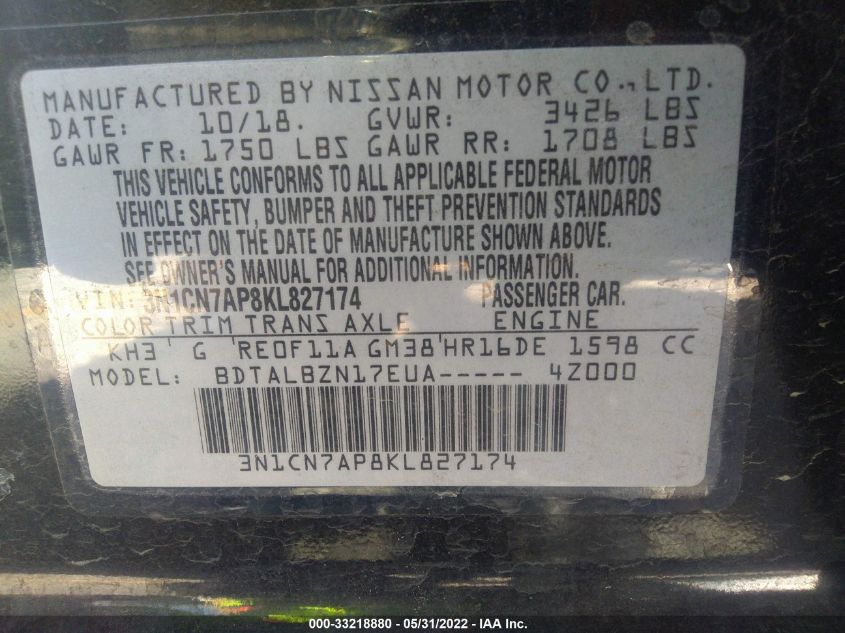 MANUFACTURED BY NISSAN MOTOR CO., LTD.
DATE: 10/18. GVWR: 3426 LBS
GAWR FR: 1750 LBS GAWR RR: 1708 LBS
THIS VEHICLE CONFORMS TO ALL APPLICABLE FEDERAL MOTOR
VEHICLE SAFETY, BUMPER AND THEFT PREVENTION STANDARDS
IN EFFECT ON THE DATE OF MANUFACTURE SHOWN ABOVE.
SEE OWNER'S MANUAL FOR ADDITIONAL INFORMATION.
VIN: 3N1CN7AP8KL827174 PASSENGER CAR.
COLOR TRIM TRANS AXLE ENGINE
KH3 G RE0F11A GM38 HR16DE 1598 CC
MODEL: BDTALBZN17EUA----- 4Z000
3N1CN7AP8KL827174
000-33218880 - 05/31/2022 - IAA Inc.